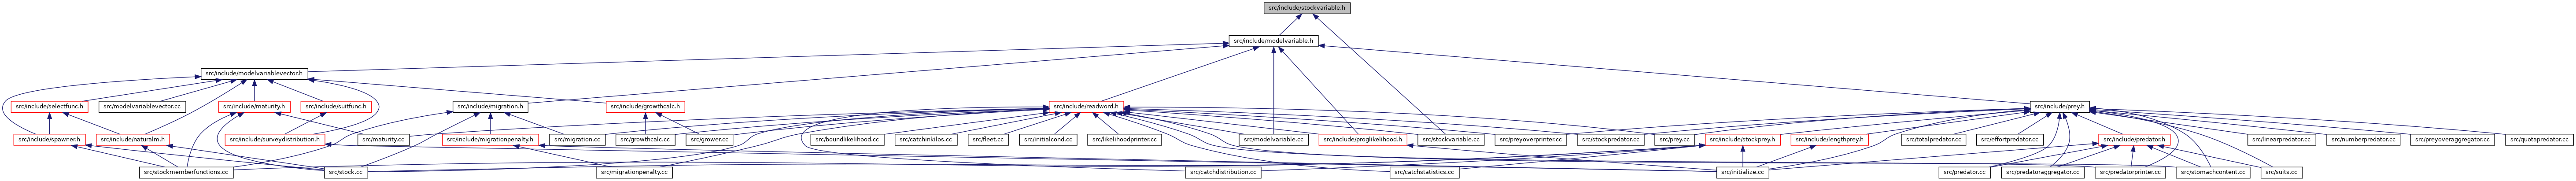 src/include/stockvariable.h
src/include/modelvariable.h
src/include/modelvariablevector.h
src/include/selectfunc.h
src/modelvariablevector.cc
src/include/maturity.h
src/include/suitfunc.h
src/include/migration.h
src/include/growthcalc.h
src/include/readword.h
src/include/prey.h
src/include/spawner.h
src/include/naturalm.h
src/include/surveydistribution.h
src/maturity.cc
src/include/migrationpenalty.h
src/migration.cc
src/growthcalc.cc
src/grower.cc
src/boundlikelihood.cc
src/catchinkilos.cc
src/fleet.cc
src/initialcond.cc
src/likelihoodprinter.cc
src/modelvariable.cc
src/include/proglikelihood.h
src/stockvariable.cc
src/preyoverprinter.cc
src/stockpredator.cc
src/prey.cc
src/include/stockprey.h
src/include/lengthprey.h
src/totalpredator.cc
src/effortpredator.cc
src/include/predator.h
src/linearpredator.cc
src/numberpredator.cc
src/preyoveraggregator.cc
src/quotapredator.cc
src/stockmemberfunctions.cc
src/stock.cc
src/migrationpenalty.cc
src/catchdistribution.cc
src/catchstatistics.cc
src/initialize.cc
src/predator.cc
src/predatoraggregator.cc
src/predatorprinter.cc
src/stomachcontent.cc
src/suits.cc